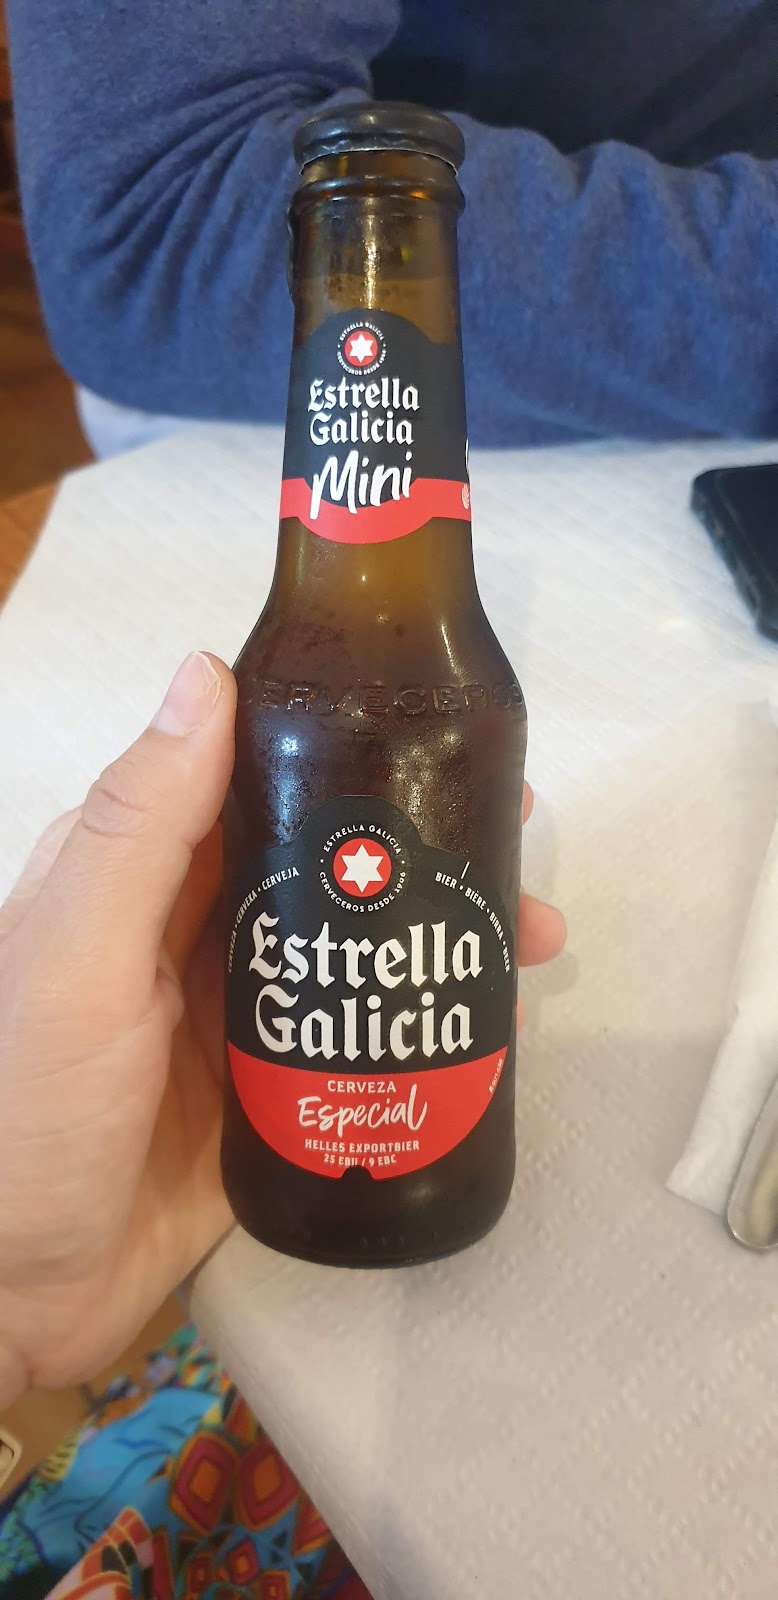 ESTRELLA GALICIA
CERVECEROS DESDE 1906
Estrella
Galicia
Mini
CERVECEROS
ESTRELLA GALICIA
CERVECEROS DESDE 1906
CERVEZA • CERVEXA • CERVEJA
BIER • BIÈRE • BIRRA • BEER
Estrella
Galicia
CERVEZA
Especial
HELLES EXPORTBIER
25 EBU / 9 EBC